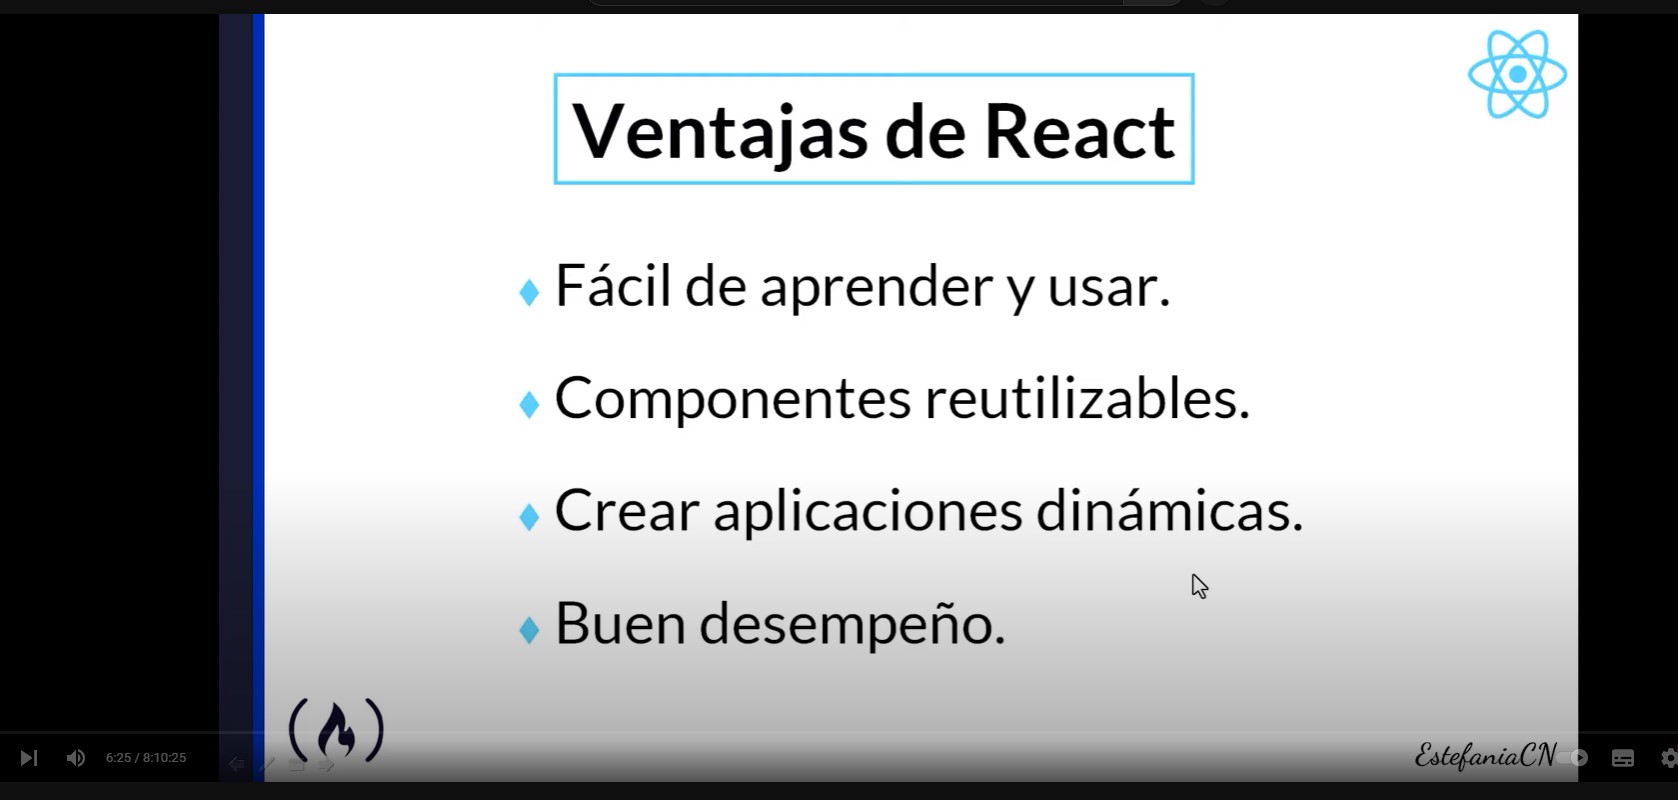 Ventajas de React
Fácil de aprender y usar.
Componentes reutilizables.
Crear aplicaciones dinámicas.
Buen desempeño.
EstefaniaCN
6:25 / 8:10:25